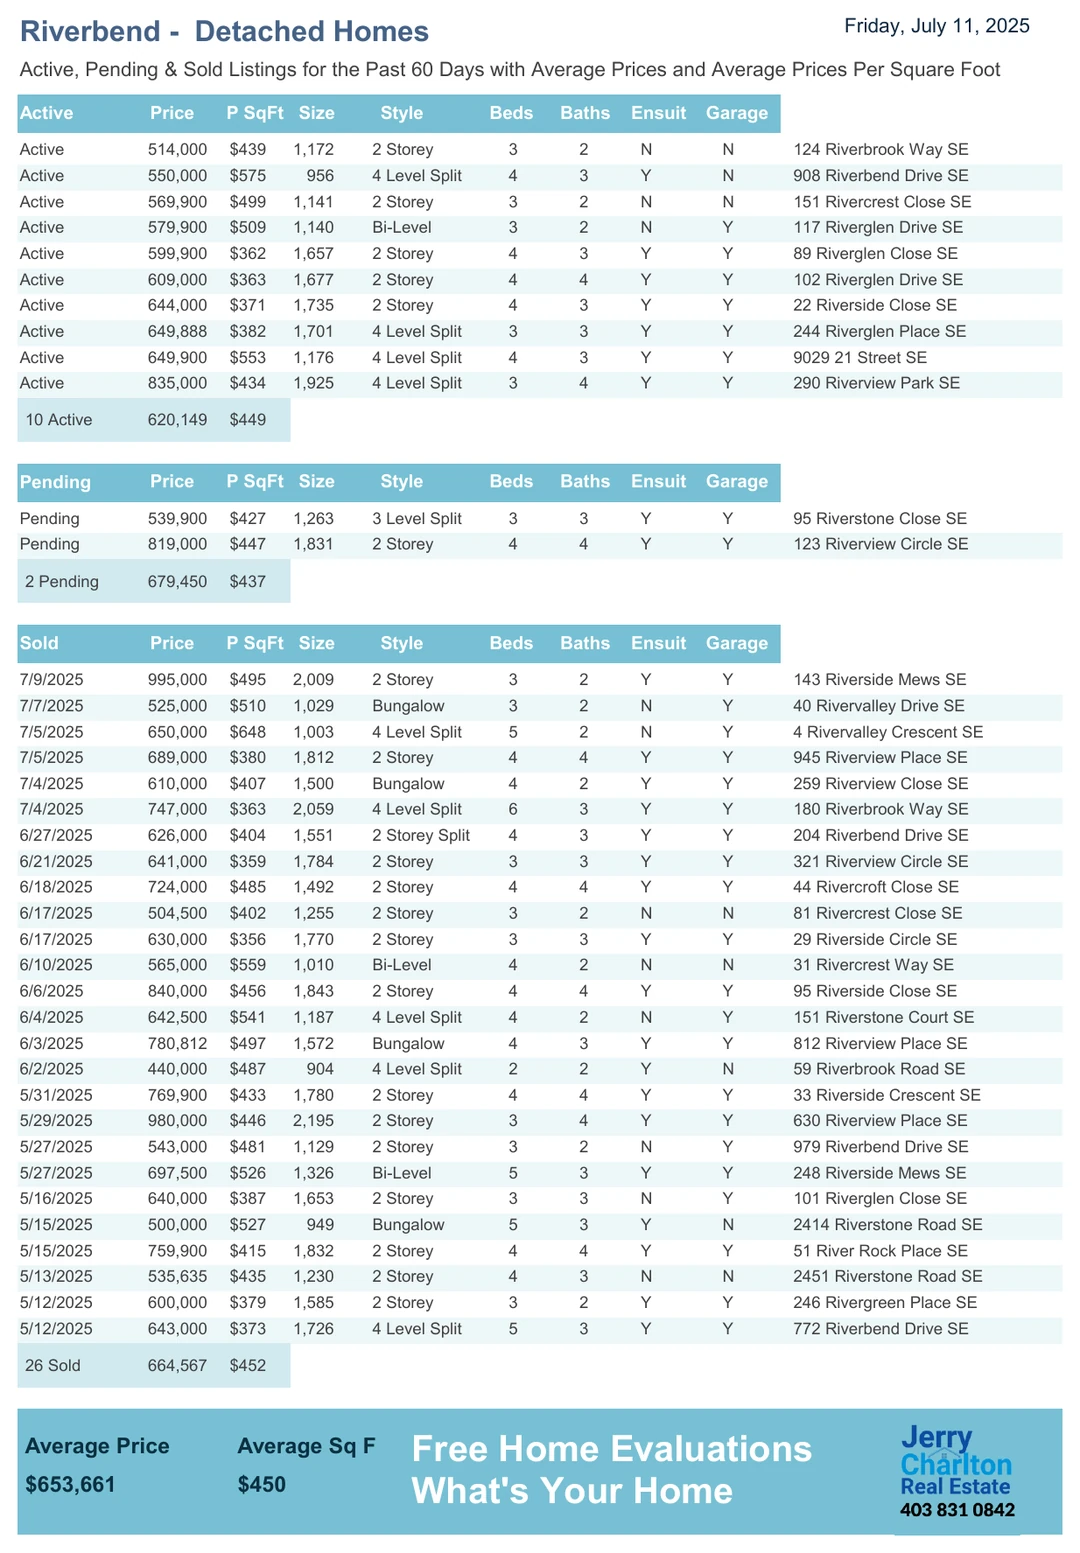 Riverbend - Detached Homes
Friday, July 11, 2025
Active, Pending & Sold Listings for the Past 60 Days with Average Prices and Average Prices Per Square Foot
Active Price P SqFt Size Style Beds Baths Ensuit Garage
Active 514,000 $439 1,172 2 Storey 3 2 N N 124 Riverbrook Way SE
Active 550,000 $575 956 4 Level Split 4 3 Y N 908 Riverbend Drive SE
Active 569,900 $499 1,141 2 Storey 3 2 N N 151 Rivercrest Close SE
Active 579,900 $509 1,140 Bi-Level 3 2 N Y 117 Riverglen Drive SE
Active 599,900 $362 1,657 2 Storey 4 3 Y Y 89 Riverglen Close SE
Active 609,000 $363 1,677 2 Storey 4 4 Y Y 102 Riverglen Drive SE
Active 644,000 $371 1,735 2 Storey 4 3 Y Y 22 Riverside Close SE
Active 649,888 $382 1,701 4 Level Split 3 3 Y Y 244 Riverglen Place SE
Active 649,900 $553 1,176 4 Level Split 4 3 Y Y 9029 21 Street SE
Active 835,000 $434 1,925 4 Level Split 3 4 Y Y 290 Riverview Park SE
10 Active 620,149 $449
Pending Price P SqFt Size Style Beds Baths Ensuit Garage
Pending 539,900 $427 1,263 3 Level Split 3 3 Y Y 95 Riverstone Close SE
Pending 819,000 $447 1,831 2 Storey 4 4 Y Y 123 Riverview Circle SE
2 Pending 679,450 $437
Sold Price P SqFt Size Style Beds Baths Ensuit Garage
7/9/2025 995,000 $495 2,009 2 Storey 3 2 Y Y 143 Riverside Mews SE
7/7/2025 525,000 $510 1,029 Bungalow 3 2 N Y 40 Rivervalley Drive SE
7/5/2025 650,000 $648 1,003 4 Level Split 5 2 N Y 4 Rivervalley Crescent SE
7/5/2025 689,000 $380 1,812 2 Storey 4 4 Y Y 945 Riverview Place SE
7/4/2025 610,000 $407 1,500 Bungalow 4 2 Y Y 259 Riverview Close SE
7/4/2025 747,000 $363 2,059 4 Level Split 6 3 Y Y 180 Riverbrook Way SE
6/27/2025 626,000 $404 1,551 2 Storey Split 4 3 Y Y 204 Riverbend Drive SE
6/21/2025 641,000 $359 1,784 2 Storey 3 3 Y Y 321 Riverview Circle SE
6/18/2025 724,000 $485 1,492 2 Storey 4 4 Y Y 44 Rivercroft Close SE
6/17/2025 504,500 $402 1,255 2 Storey 3 2 N N 81 Rivercrest Close SE
6/17/2025 630,000 $356 1,770 2 Storey 3 3 Y Y 29 Riverside Circle SE
6/10/2025 565,000 $559 1,010 Bi-Level 4 2 N N 31 Rivercrest Way SE
6/6/2025 840,000 $456 1,843 2 Storey 4 4 Y Y 95 Riverside Close SE
6/4/2025 642,500 $541 1,187 4 Level Split 4 2 N Y 151 Riverstone Court SE
6/3/2025 780,812 $497 1,572 Bungalow 4 3 Y Y 812 Riverview Place SE
6/2/2025 440,000 $487 904 4 Level Split 2 2 Y N 59 Riverbrook Road SE
5/31/2025 769,900 $433 1,780 2 Storey 4 4 Y Y 33 Riverside Crescent SE
5/29/2025 980,000 $446 2,195 2 Storey 3 4 Y Y 630 Riverview Place SE
5/27/2025 543,000 $481 1,129 2 Storey 3 2 N Y 979 Riverbend Drive SE
5/27/2025 697,500 $526 1,326 Bi-Level 5 3 Y Y 248 Riverside Mews SE
5/16/2025 640,000 $387 1,653 2 Storey 3 3 N Y 101 Riverglen Close SE
5/15/2025 500,000 $527 949 Bungalow 5 3 Y N 2414 Riverstone Road SE
5/15/2025 759,900 $415 1,832 2 Storey 4 4 Y Y 51 River Rock Place SE
5/13/2025 535,635 $435 1,230 2 Storey 4 3 N N 2451 Riverstone Road SE
5/12/2025 600,000 $379 1,585 2 Storey 3 2 Y Y 246 Rivergreen Place SE
5/12/2025 643,000 $373 1,726 4 Level Split 5 3 Y Y 772 Riverbend Drive SE
26 Sold 664,567 $452
Average Price Average Sq F
$653,661 $450
Free Home Evaluations
What's Your Home
Jerry
Charlton
Real Estate
403 831 0842